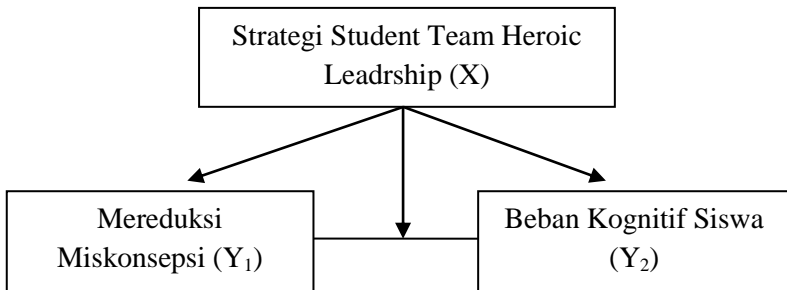 Strategi Student Team Heroic
Leadrship (X)
Mereduksi
Miskonsepsi (Y₁)
Beban Kognitif Siswa
(Y₂)